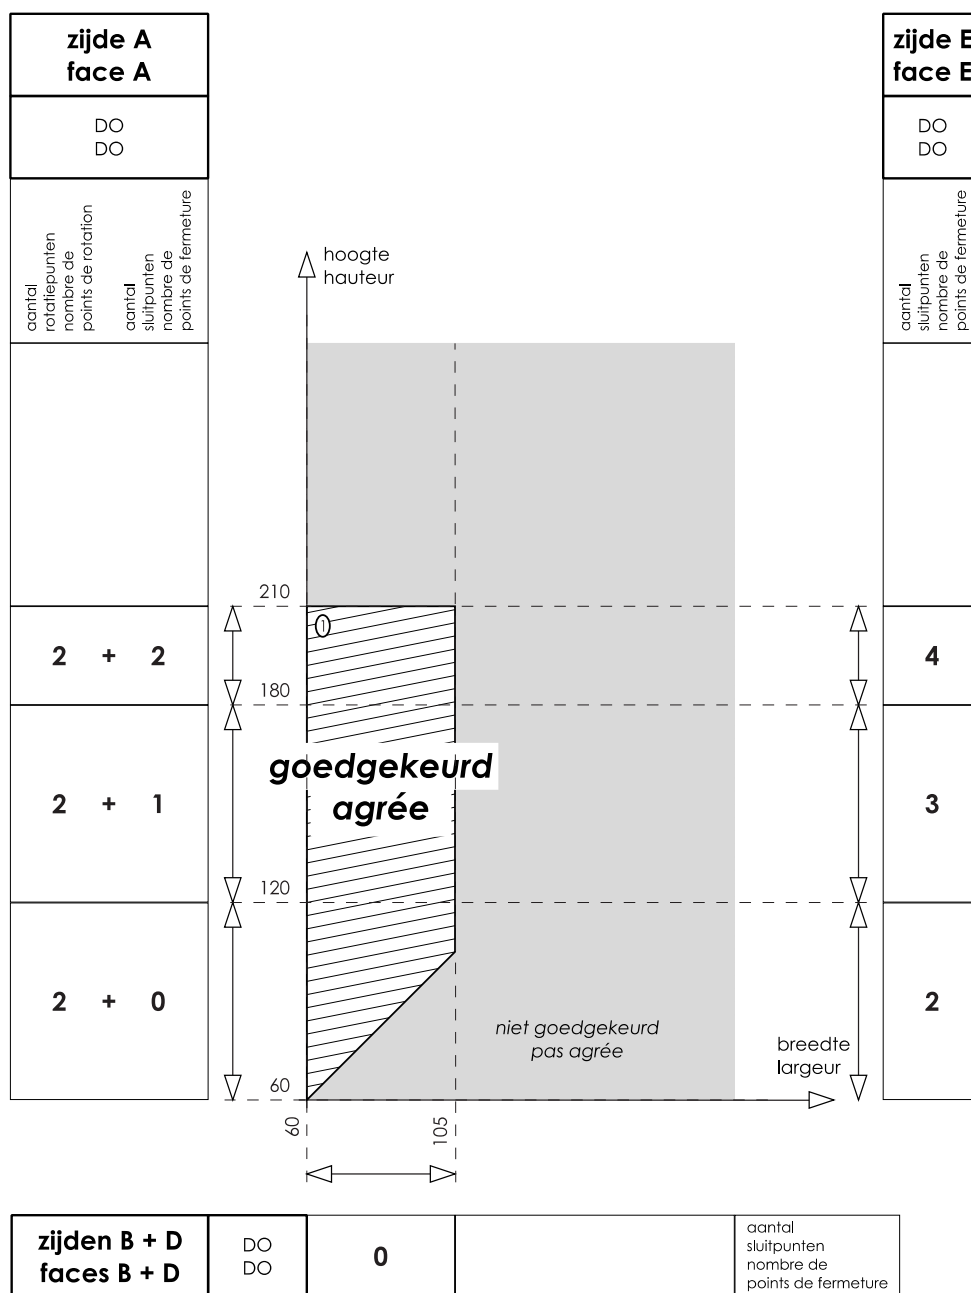 zijde A
face A
DO
DO
aantal
rotatiepunten
nombre de
points de rotation
aantal
sluitpunten
nombre de
points de fermeture
zijde E
face E
DO
DO
aantal
sluitpunten
nombre de
points de fermeture
hoogte
hauteur
210
180
120
60
1
2 + 2
2 + 1
2 + 0
goedgekeurd
agrée
niet goedgekeurd
pas agrée
breedte
largeur
4
3
2
60
105
zijden B + D
faces B + D
DO
DO
0
aantal
sluitpunten
nombre de
points de fermeture